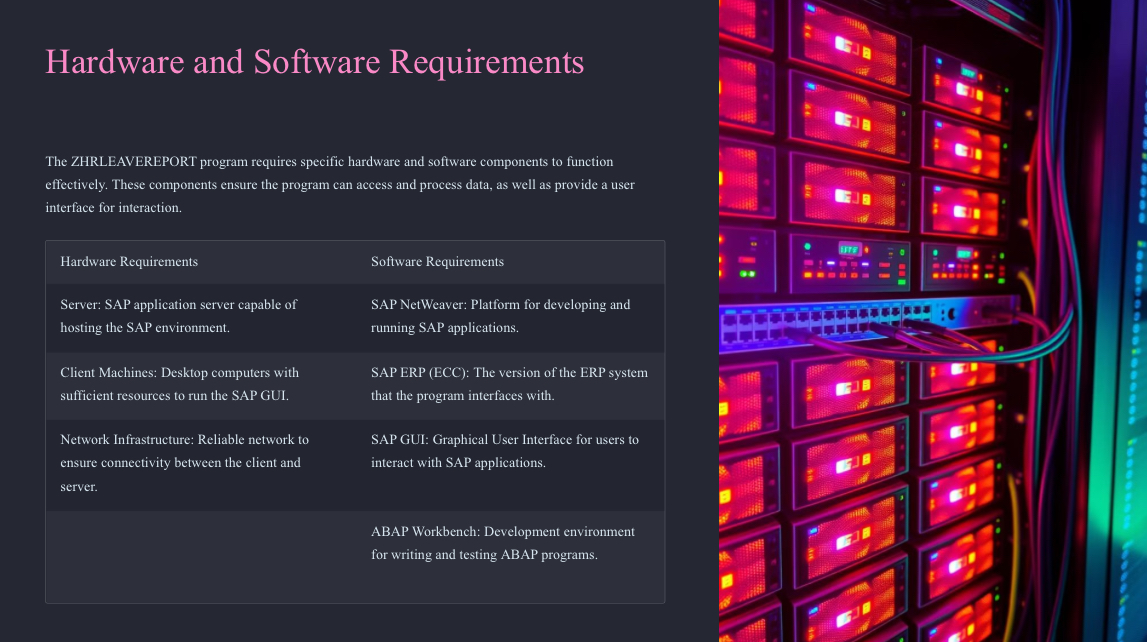 Hardware and Software Requirements
The ZHRLEAVEREPORT program requires specific hardware and software components to function
effectively. These components ensure the program can access and process data, as well as provide a user
interface for interaction.
Hardware Requirements
Software Requirements
Server: SAP application server capable of
hosting the SAP environment.
SAP NetWeaver: Platform for developing and
running SAP applications.
Client Machines: Desktop computers with
sufficient resources to run the SAP GUI.
SAP ERP (ECC): The version of the ERP system
that the program interfaces with.
Network Infrastructure: Reliable network to
ensure connectivity between the client and
server.
SAP GUI: Graphical User Interface for users to
interact with SAP applications.
ABAP Workbench: Development environment
for writing and testing ABAP programs.